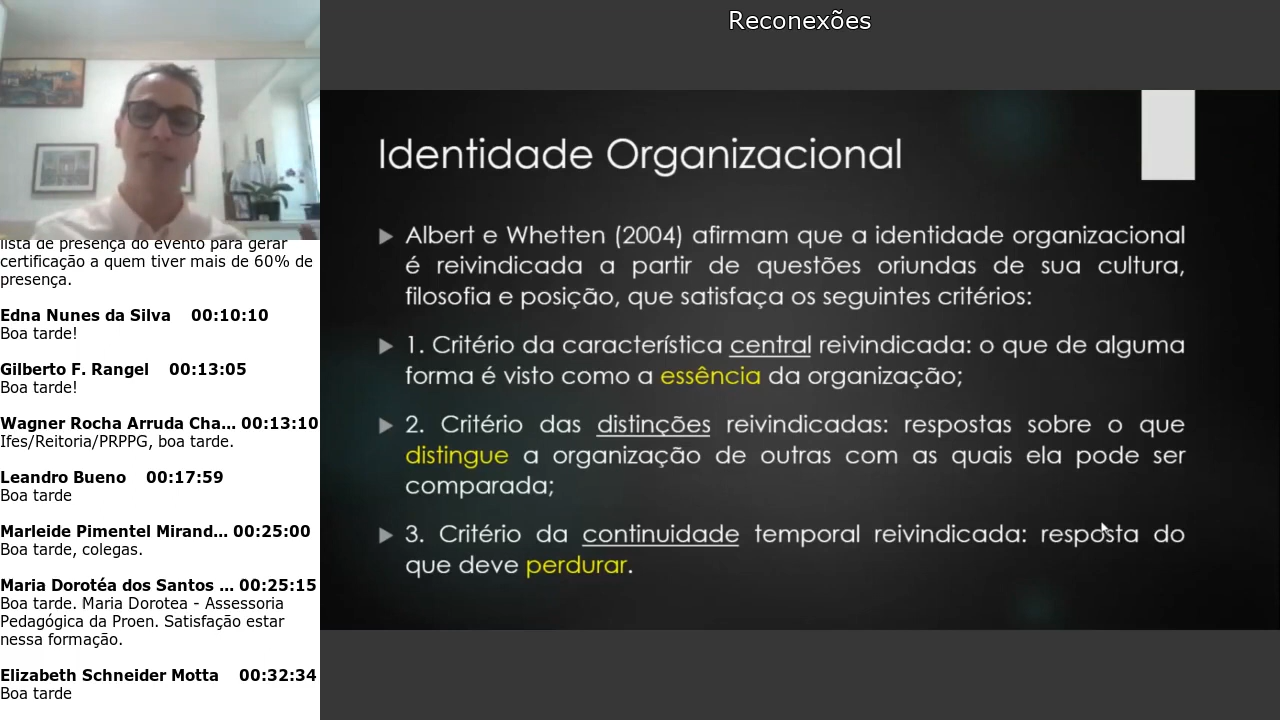 Reconexões
Identidade Organizacional
Albert e Whetten (2004) afirmam que a identidade organizacional
é reivindicada a partir de questões oriundas de sua cultura,
filosofia e posição, que satisfaça os seguintes critérios:
1. Critério da característica central reivindicada: o que de alguma
forma é visto como a essência da organização;
2. Critério das distinções reivindicadas: respostas sobre o que
distingue a organização de outras com as quais ela pode ser
comparada;
3. Critério da continuidade temporal reivindicada: resposta do
que deve perdurar.
lista de presença do evento para gerar
certificação a quem tiver mais de 60% de
presença.
Edna Nunes da Silva 00:10:10
Boa tarde!
Gilberto F. Rangel 00:13:05
Boa tarde!
Wagner Rocha Arruda Cha... 00:13:10
Ifes/Reitoria/PRPPG, boa tarde.
Leandro Bueno 00:17:59
Boa tarde
Marleide Pimentel Mirand... 00:25:00
Boa tarde, colegas.
Maria Dorotéa dos Santos ... 00:25:15
Boa tarde. Maria Dorotea - Assessoria
Pedagógica da Proen. Satisfação estar
nessa formação.
Elizabeth Schneider Motta 00:32:34
Boa tarde